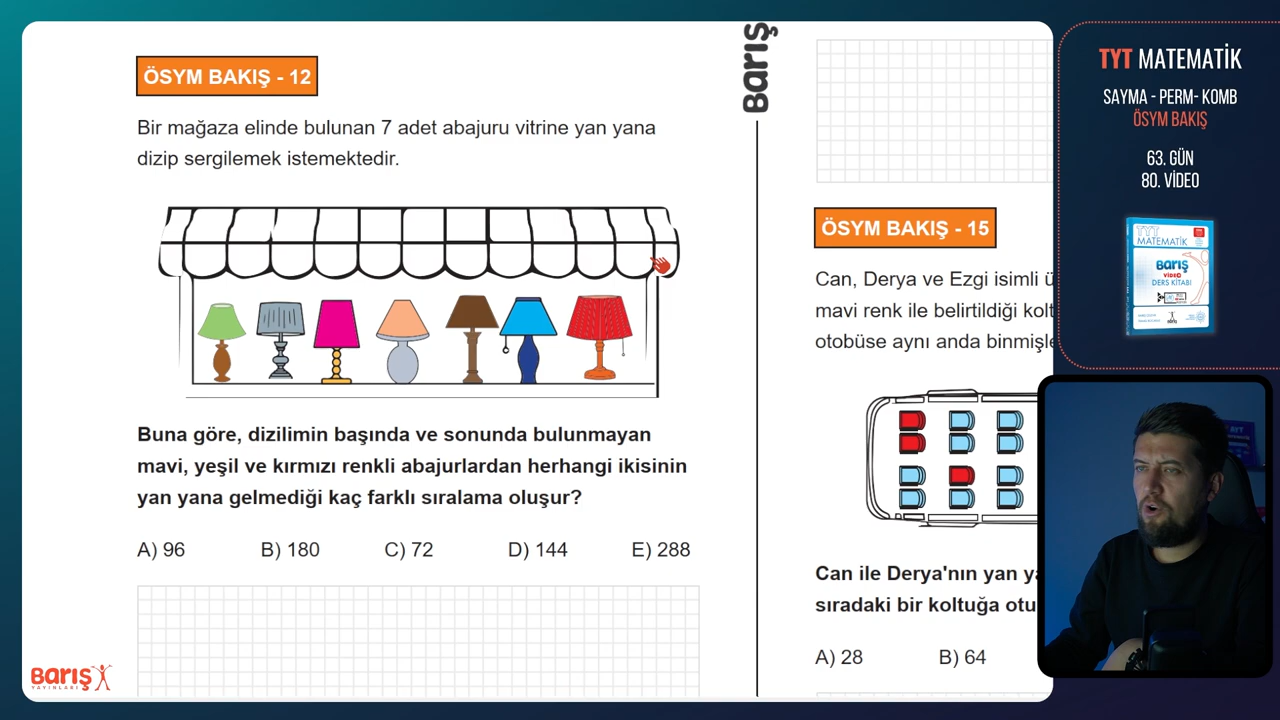 ÖSYM BAKIŞ - 12
Bir mağaza elinde bulunan 7 adet abajuru vitrine yan yana
dizip sergilemek istemektedir.
Buna göre, dizilimin başında ve sonunda bulunmayan
mavi, yeşil ve kırmızı renkli abajurlardan herhangi ikisinin
yan yana gelmediği kaç farklı sıralama oluşur?
A) 96 B) 180 C) 72 D) 144 E) 288
BARIŞ
YAYINLARI
Barış
ÖSYM BAKIŞ - 15
Can, Derya ve Ezgi isimli ü
mavi renk ile belirtildiği kolt
otobüse aynı anda binmişle
Can ile Derya'nın yan ya
sıradaki bir koltuğa otu
A) 28 B) 64
TYT MATEMATİK
SAYMA - PERM- KOMB
ÖSYM BAKIŞ
63. GÜN
80. VİDEO
TYT
MATEMATİK
BARIŞ
VİDEO
DERS KİTABI